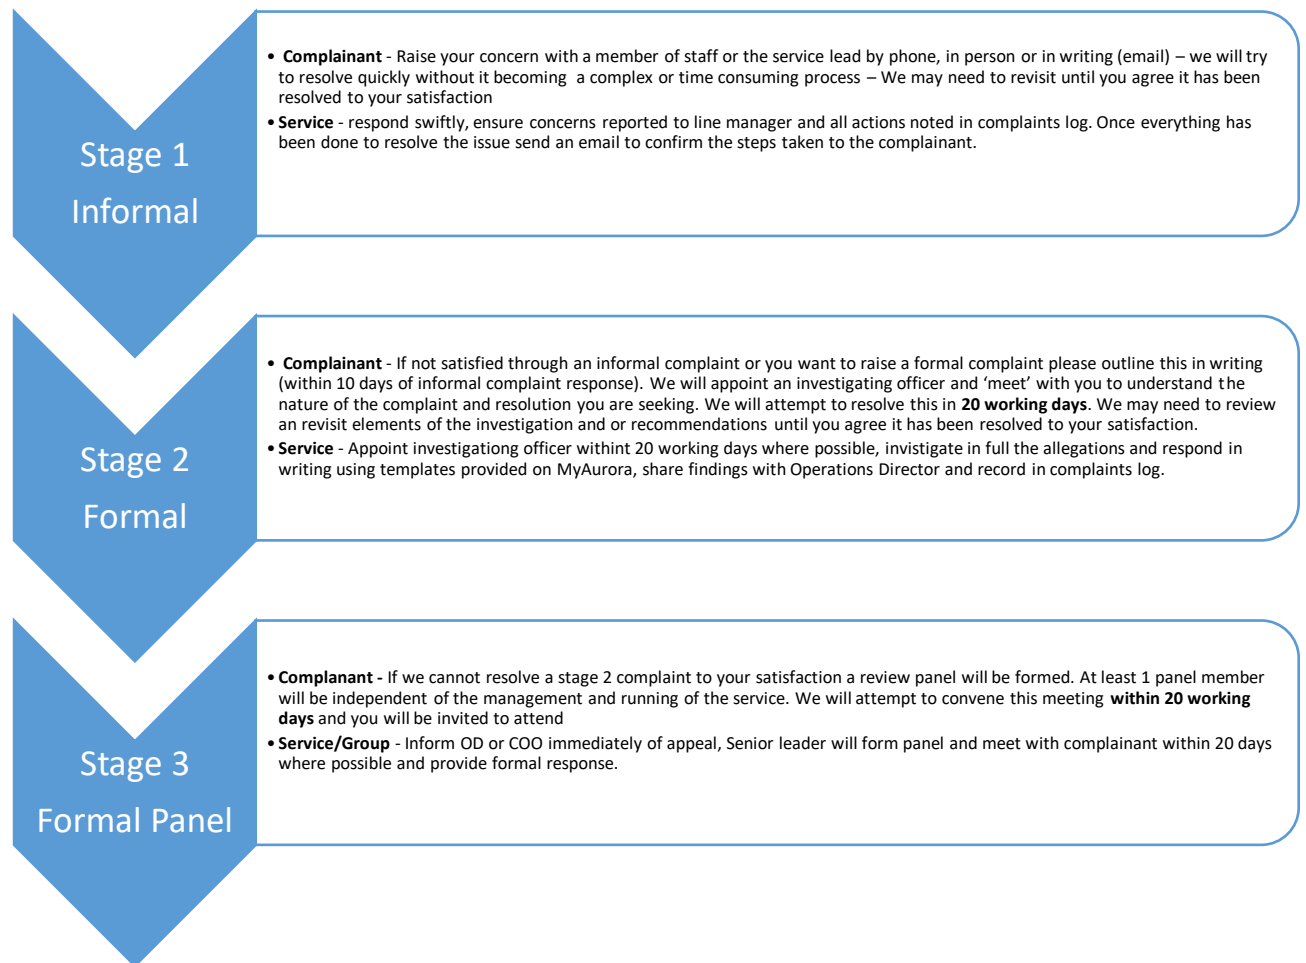 Stage 1
Informal
• Complainant - Raise your concern with a member of staff or the service lead by phone, in person or in writing (email) – we will try
to resolve quickly without it becoming a complex or time consuming process – We may need to revisit until you agree it has been
resolved to your satisfaction
• Service - respond swiftly, ensure concerns reported to line manager and all actions noted in complaints log. Once everything has
been done to resolve the issue send an email to confirm the steps taken to the complainant.
Stage 2
Formal
• Complainant - If not satisfied through an informal complaint or you want to raise a formal complaint please outline this in writing
(within 10 days of informal complaint response). We will appoint an investigating officer and ‘meet’ with you to understand the
nature of the complaint and resolution you are seeking. We will attempt to resolve this in 20 working days. We may need to review
an revisit elements of the investigation and or recommendations until you agree it has been resolved to your satisfaction.
• Service - Appoint investigationg officer withint 20 working days where possible, invistigate in full the allegations and respond in
writing using templates provided on MyAurora, share findings with Operations Director and record in complaints log.
Stage 3
Formal Panel
• Complanant - If we cannot resolve a stage 2 complaint to your satisfaction a review panel will be formed. At least 1 panel member
will be independent of the management and running of the service. We will attempt to convene this meeting within 20 working
days and you will be invited to attend
• Service/Group - Inform OD or COO immediately of appeal, Senior leader will form panel and meet with complainant within 20 days
where possible and provide formal response.